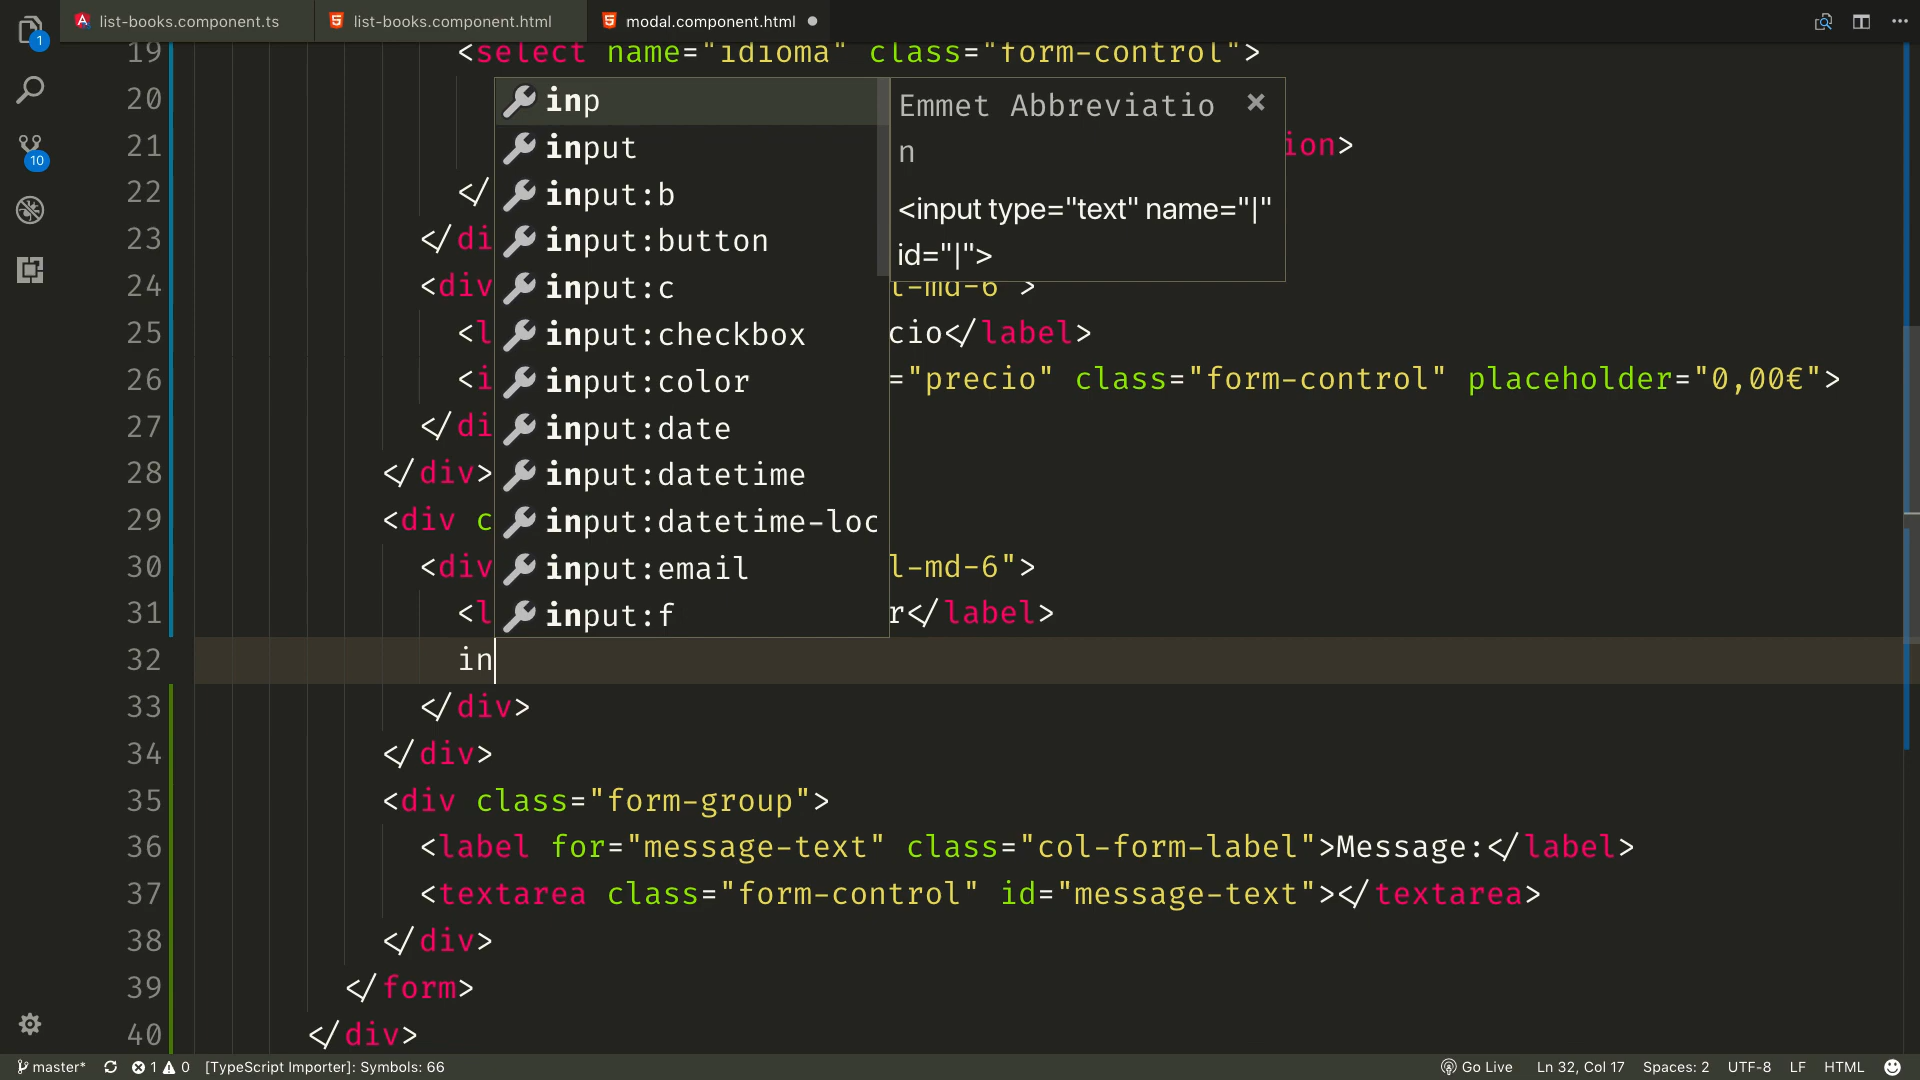 list-books.component.ts
list-books.component.html
modal.component.html
1
10
19 <select name="idioma" class="form-control">
20
21 ion>
22 </
23 </di
24 <div l-md-6">
25 <l cio</label>
26 <i ="precio" class="form-control" placeholder="0,00€">
27 </di
28 </div>
29 <div c
30 <div l-md-6">
31 <l r</label>
32 in
33 </div>
34 </div>
35 <div class="form-group">
36 <label for="message-text" class="col-form-label">Message:</label>
37 <textarea class="form-control" id="message-text"></textarea>
38 </div>
39 </form>
40 </div>
inp
input
input:b
input:button
input:c
input:checkbox
input:color
input:date
input:datetime
input:datetime-loc
input:email
input:f
Emmet Abbreviatio
n
<input type="text" name="|"
id="|">
master* 1 0 [TypeScript Importer]: Symbols: 66 Go Live Ln 32, Col 17 Spaces: 2 UTF-8 LF HTML